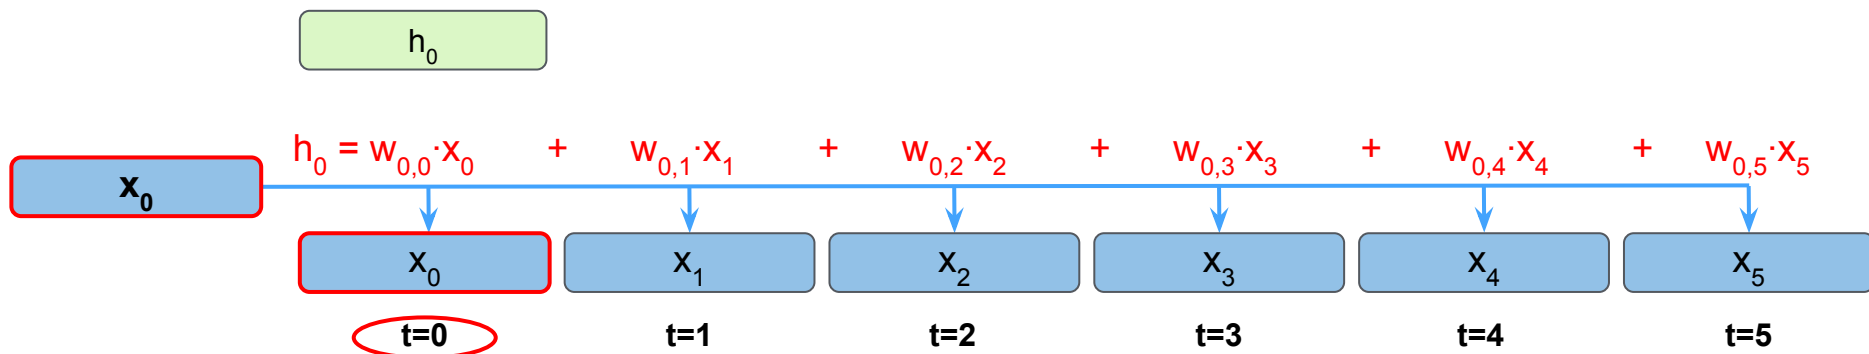 h₀
h₀ = w₀,₀·x₀ + w₀,₁·x₁ + w₀,₂·x₂ + w₀,₃·x₃ + w₀,₄·x₄ + w₀,₅·x₅
x₀
x₀ x₁ x₂ x₃ x₄ x₅
t=0 t=1 t=2 t=3 t=4 t=5